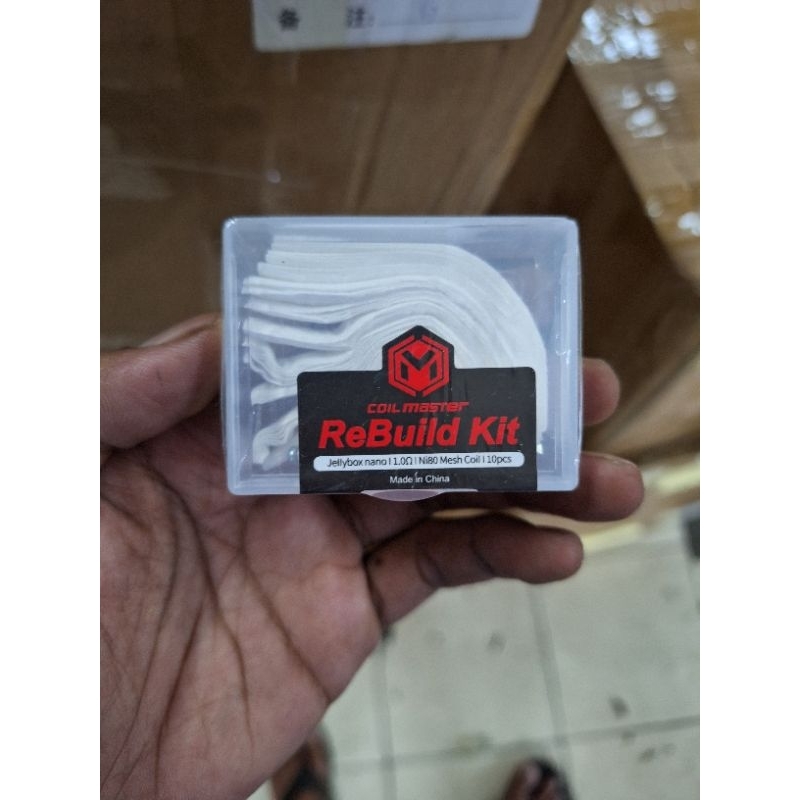 COIL MASTER
ReBuild Kit
Jellybox nano | 1.0Ω | Ni80 Mesh Coil | 10pcs
Made in China